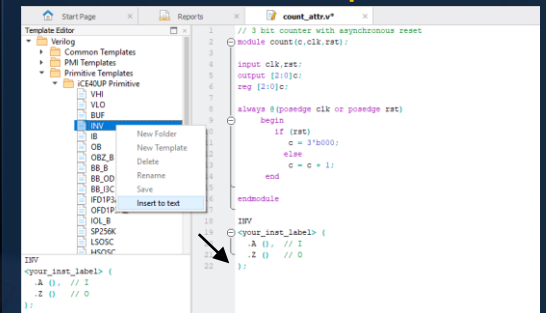 Start Page
Reports
count_attr.v*
Template Editor
Verilog
Common Templates
PMI Templates
Primitive Templates
iCE40UP Primitive
VHI
VLO
BUF
INV
IB
OB
OBZ_B
BB_B
BB_OD
BB_I3C
IFD1P3
OFD1P
IOL_B
SP256K
LSOSC
HSOSC
New Folder
New Template
Delete
Rename
Save
Insert to text
INV
<your_inst_label> (
.A (), // I
.Z () // O
);
1 // 3 bit counter with asynchronous reset
2 module count(c,clk,rst);
3
4 input clk,rst;
5 output [2:0]c;
6 reg [2:0]c;
7
8 always @(posedge clk or posedge rst)
9 begin
10 if (rst)
11 c = 3'b000;
12 else
13 c = c + 1;
14 end
15
16 endmodule
17
18 INV
19 <your_inst_label> (
20 .A (), // I
21 .Z () // O
22 );